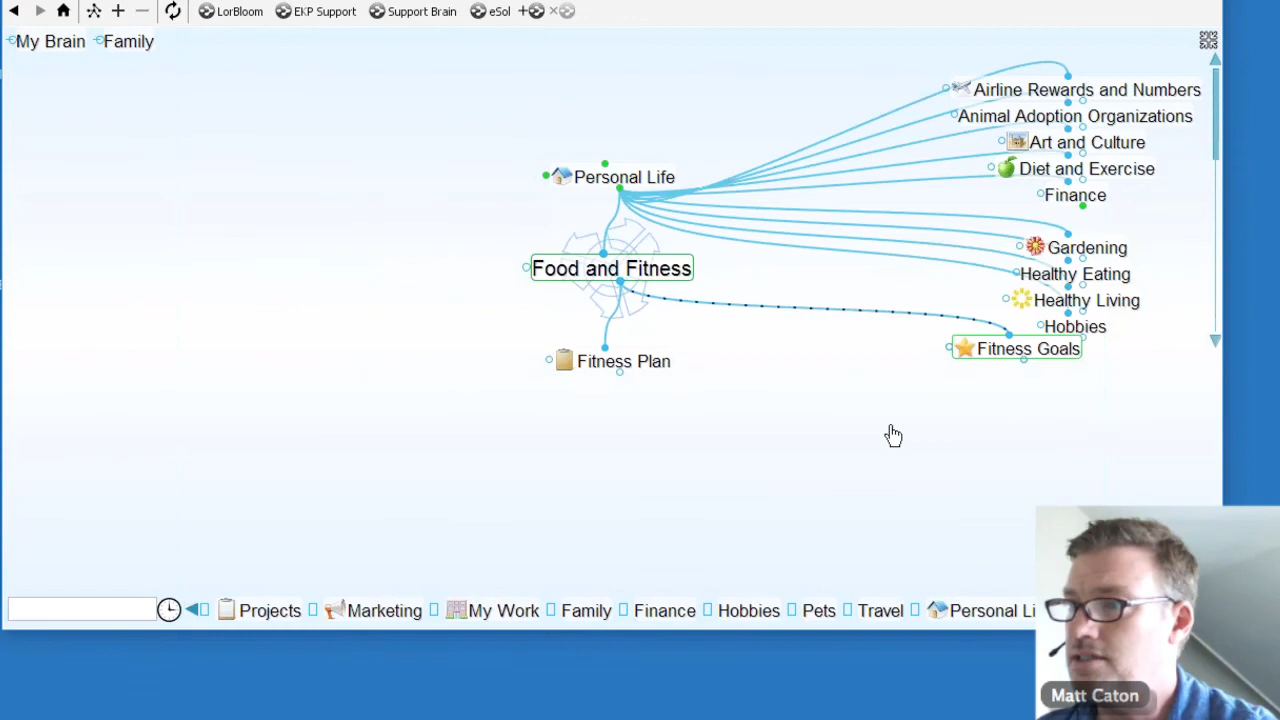 LorBloom EKP Support Support Brain eSol
My Brain Family
Airline Rewards and Numbers
Animal Adoption Organizations
Art and Culture
Diet and Exercise
Personal Life
Finance
Gardening
Food and Fitness
Healthy Eating
Healthy Living
Hobbies
Fitness Goals
Fitness Plan
Projects Marketing My Work Family Finance Hobbies Pets Travel Personal Li
Matt Caton